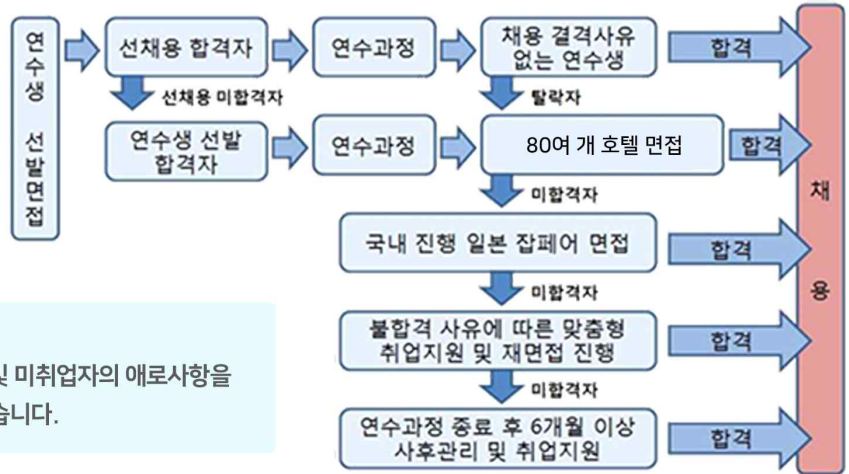 연수생 선발면접
선채용 합격자
연수과정
채용 결격사유
없는 연수생
합격
선채용 미합격자
탈락자
연수생 선발
합격자
연수과정
80여 개 호텔 면접
합격
미합격자
국내 진행 일본 잡페어 면접
합격
미합격자
불합격 사유에 따른 맞춤형
취업지원 및 재면접 진행
합격
미합격자
연수과정 종료 후 6개월 이상
사후관리 및 취업지원
합격
채용
및 미취업자의 애로사항을
습니다.